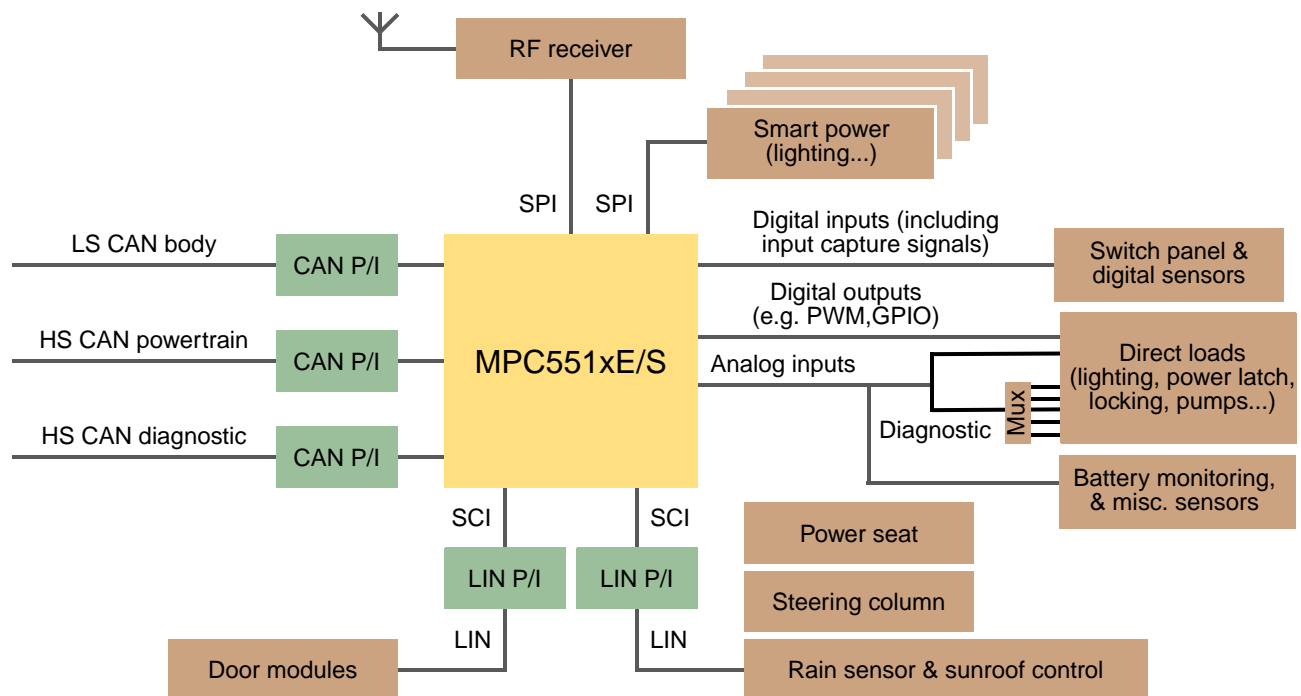 RF receiver
Smart power
(lighting...)
SPI
SPI
LS CAN body
CAN P/I
Digital inputs (including
input capture signals)
Switch panel &
digital sensors
HS CAN powertrain
CAN P/I
MPC551xE/S
Digital outputs
(e.g. PWM,GPIO)
Analog inputs
Direct loads
(lighting, power latch,
locking, pumps...)
Mux
Diagnostic
HS CAN diagnostic
CAN P/I
Battery monitoring,
& misc. sensors
SCI
SCI
Power seat
LIN P/I
LIN P/I
Steering column
LIN
LIN
Door modules
Rain sensor & sunroof control